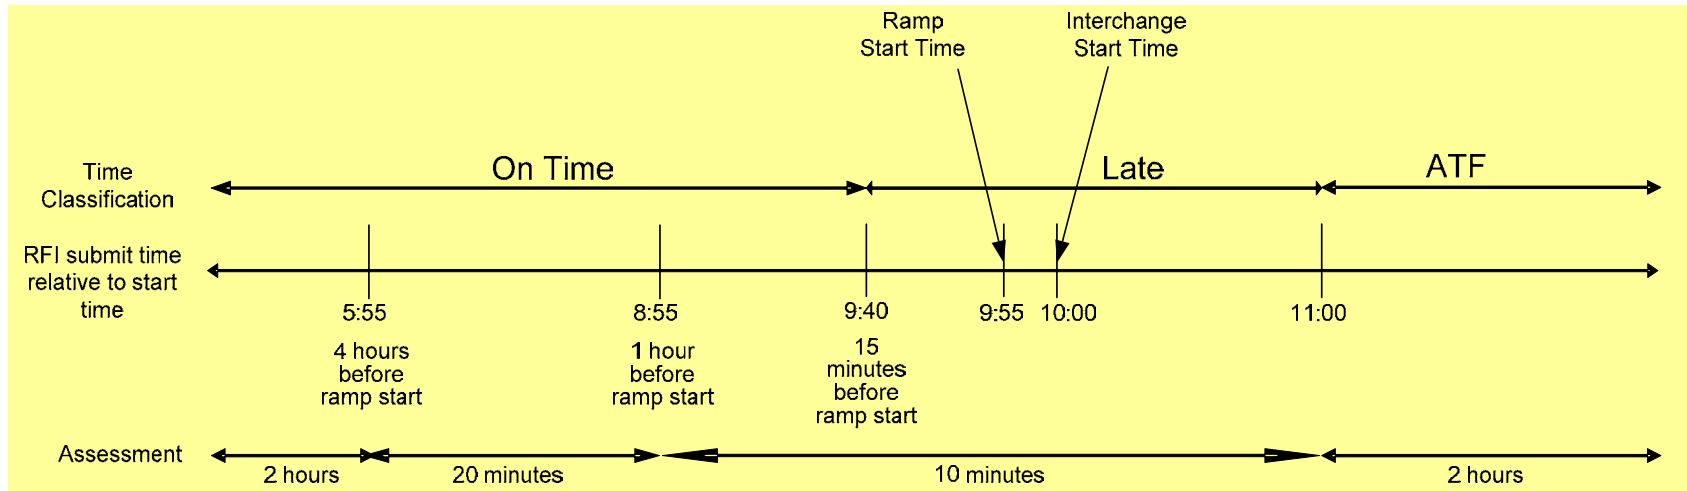 Ramp
Start Time
Interchange
Start Time
Time
Classification
On Time
Late
ATF
RFI submit time
relative to start
time
5:55
8:55
9:40
9:55
10:00
11:00
4 hours
before
ramp start
1 hour
before
ramp start
15
minutes
before
ramp start
Assessment
2 hours
20 minutes
10 minutes
2 hours